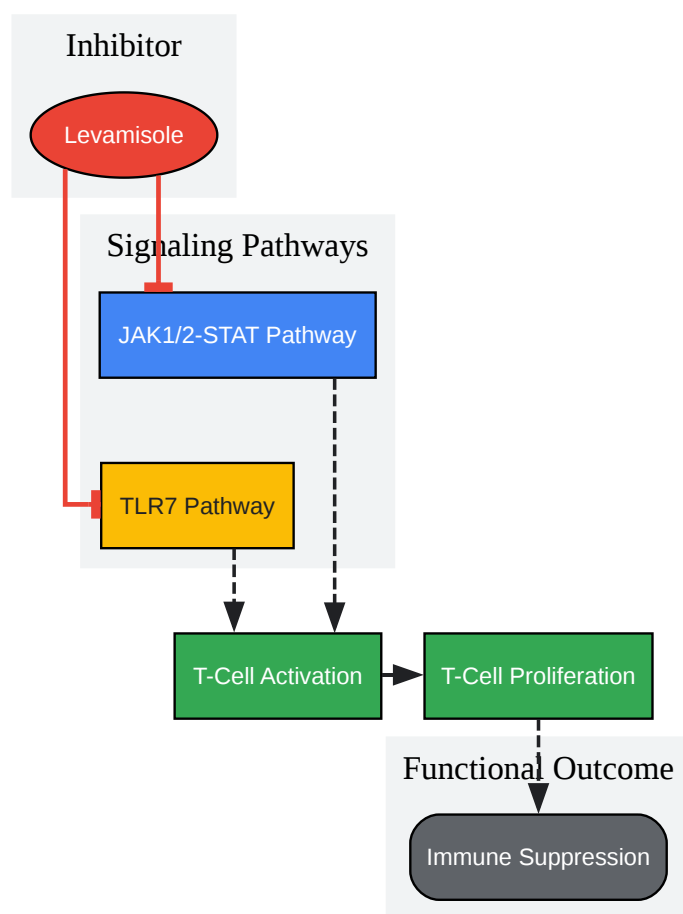 Inhibitor
Levamisole
Signaling Pathways
JAK1/2-STAT Pathway
TLR7 Pathway
T-Cell Activation
T-Cell Proliferation
Functional Outcome
Immune Suppression